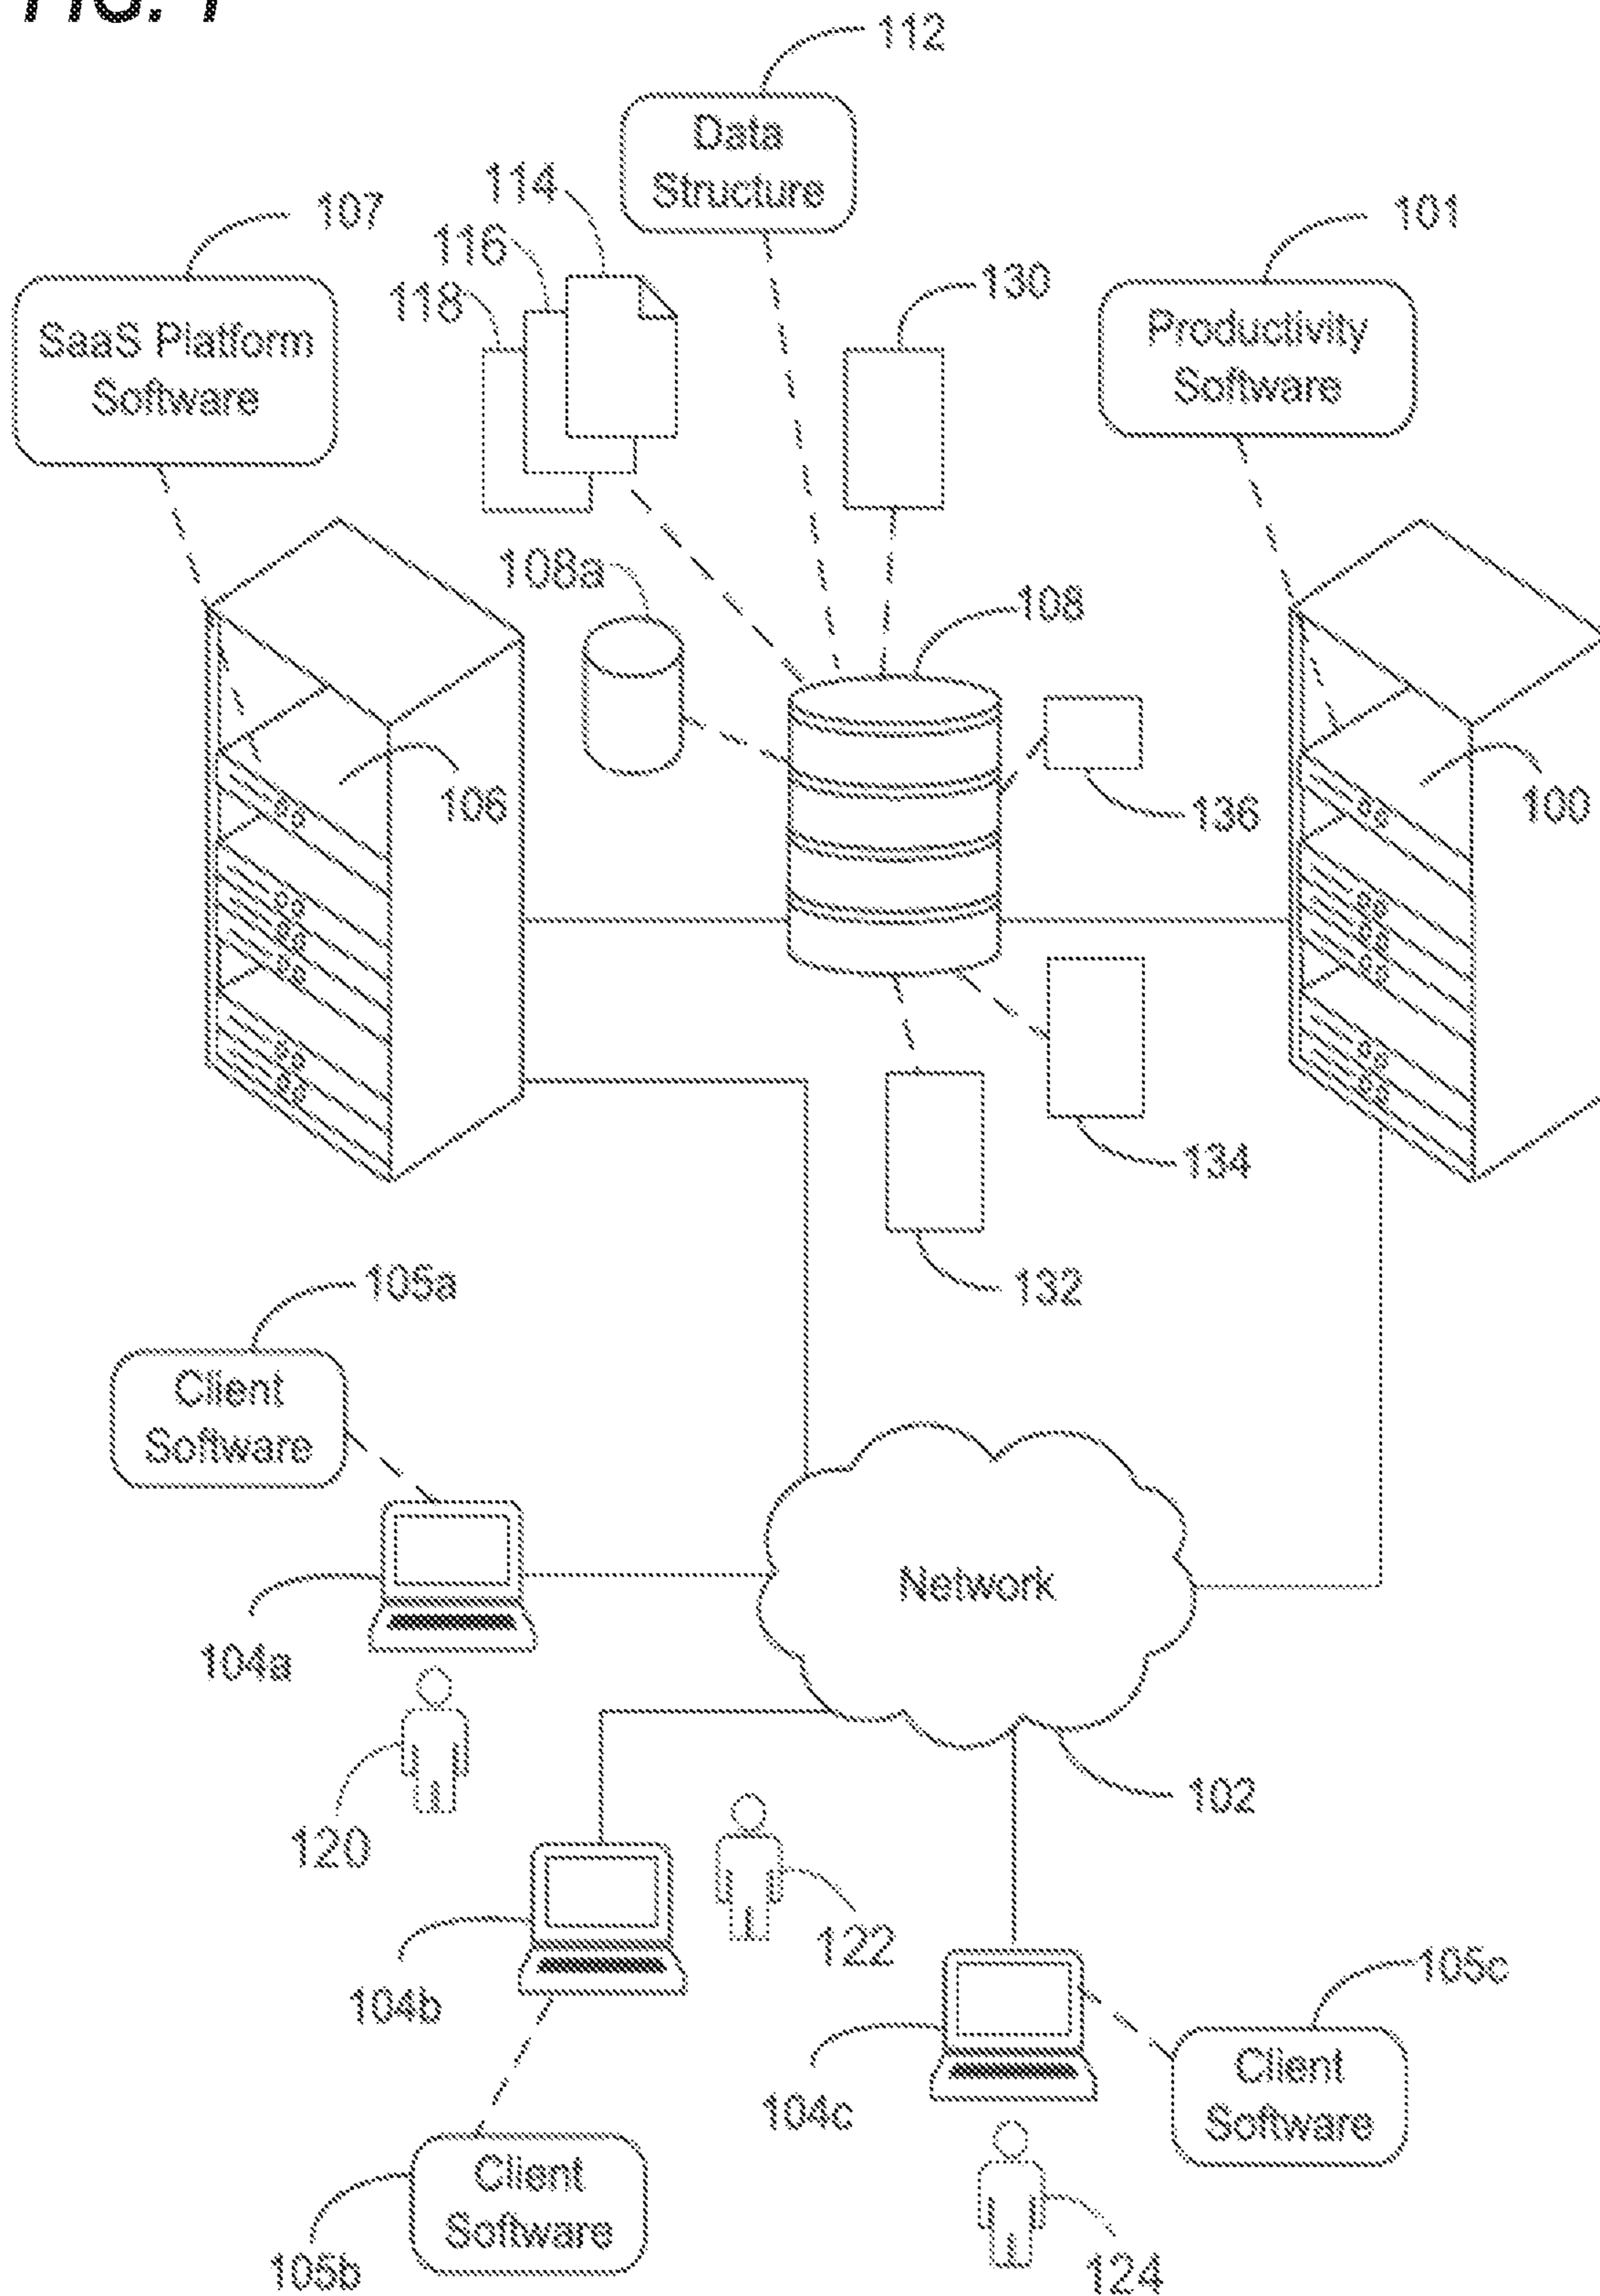 FIG. 1
112
Data
Structure
114
107
116
101
118
130
SaaS Platform
Software
Productivity
Software
108a
108
106
136
100
134
132
105a
Client
Software
Network
104a
102
120
122
104b
105c
104c
Client
Software
Client
Software
105b
124